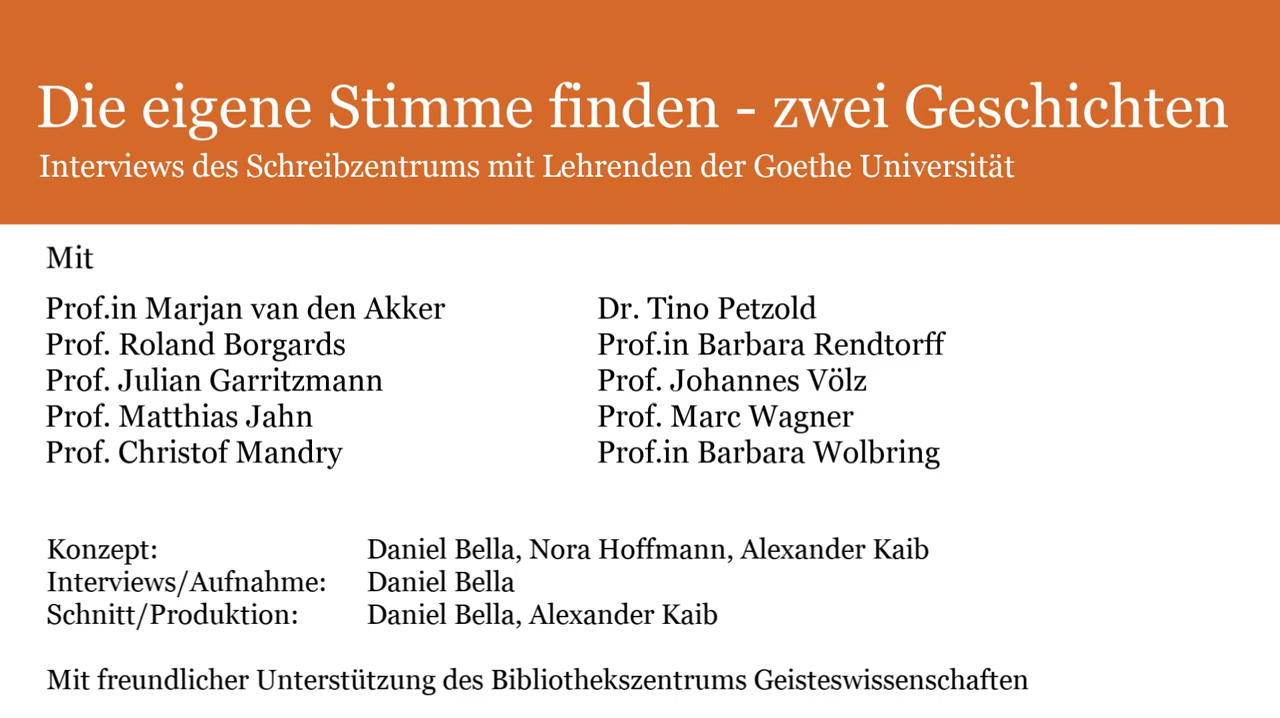 Die eigene Stimme finden - zwei Geschichten
Interviews des Schreibzentrums mit Lehrenden der Goethe Universität
Mit
Prof.in Marjan van den Akker
Prof. Roland Borgards
Prof. Julian Garritzmann
Prof. Matthias Jahn
Prof. Christof Mandry
Dr. Tino Petzold
Prof.in Barbara Rendtorff
Prof. Johannes Völz
Prof. Marc Wagner
Prof.in Barbara Wolbring
Konzept: Daniel Bella, Nora Hoffmann, Alexander Kaib
Interviews/Aufnahme: Daniel Bella
Schnitt/Produktion: Daniel Bella, Alexander Kaib
Mit freundlicher Unterstützung des Bibliothekszentrums Geisteswissenschaften